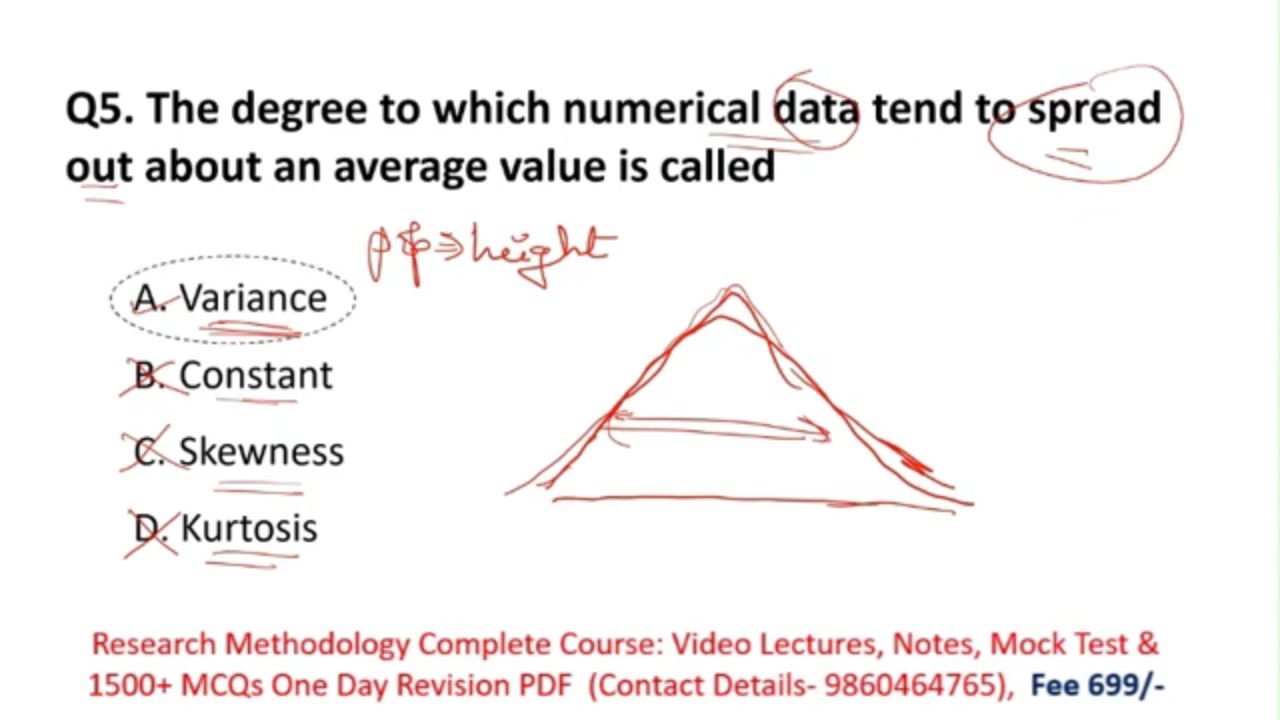 Q5. The degree to which numerical data tend to spread
out about an average value is called
height
A. Variance
B. Constant
C. Skewness
D. Kurtosis
Research Methodology Complete Course: Video Lectures, Notes, Mock Test &
1500+ MCQs One Day Revision PDF (Contact Details- 9860464765), Fee 699/-